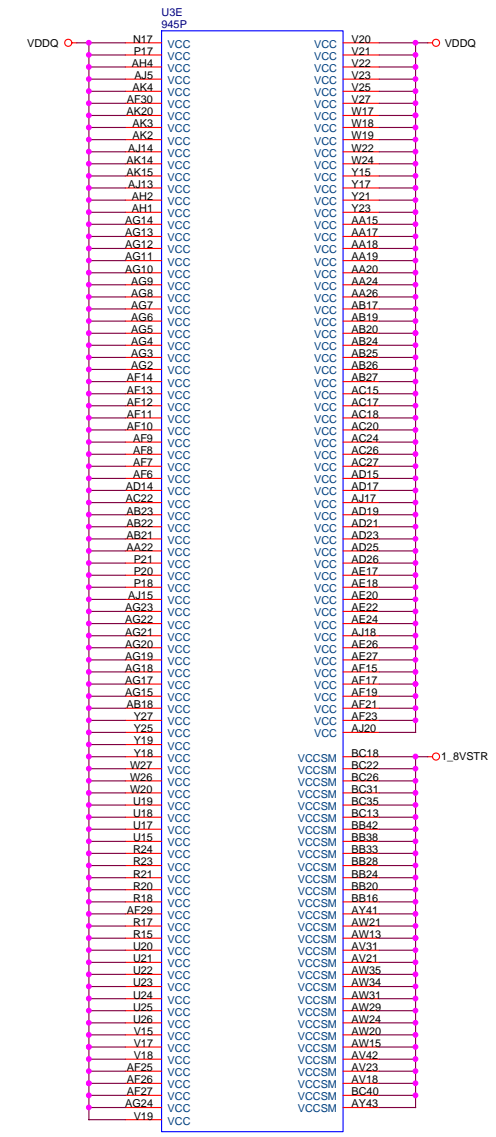 U3E
945P
VDDQ N17 VCC VCC V20 VDDQ
P17 VCC VCC V21
AH4 VCC VCC V22
AJ5 VCC VCC V23
AK4 VCC VCC V25
AF30 VCC VCC V27
AK20 VCC VCC W17
AK3 VCC VCC W18
AK2 VCC VCC W19
AJ14 VCC VCC W22
AK14 VCC VCC W24
AK15 VCC VCC Y15
AJ13 VCC VCC Y17
AH2 VCC VCC Y21
AH1 VCC VCC Y23
AG14 VCC VCC AA15
AG13 VCC VCC AA17
AG12 VCC VCC AA18
AG11 VCC VCC AA19
AG10 VCC VCC AA20
AG9 VCC VCC AA24
AG8 VCC VCC AA26
AG7 VCC VCC AB17
AG6 VCC VCC AB19
AG5 VCC VCC AB20
AG4 VCC VCC AB24
AG3 VCC VCC AB25
AG2 VCC VCC AB26
AF14 VCC VCC AB27
AF13 VCC VCC AC15
AF12 VCC VCC AC17
AF11 VCC VCC AC18
AF10 VCC VCC AC20
AF9 VCC VCC AC24
AF8 VCC VCC AC26
AF7 VCC VCC AC27
AF6 VCC VCC AD15
AD14 VCC VCC AD17
AC22 VCC VCC AJ17
AB23 VCC VCC AD19
AB22 VCC VCC AD21
AB21 VCC VCC AD23
AA22 VCC VCC AD25
P21 VCC VCC AD26
P20 VCC VCC AE17
P18 VCC VCC AE18
AJ15 VCC VCC AE20
AG23 VCC VCC AE22
AG22 VCC VCC AE24
AG21 VCC VCC AJ18
AG20 VCC VCC AE26
AG19 VCC VCC AE27
AG18 VCC VCC AF15
AG17 VCC VCC AF17
AG15 VCC VCC AF19
AB18 VCC VCC AF21
Y27 VCC VCC AF23
Y25 VCC VCC AJ20
Y19 VCC
Y18 VCC VCCSM BC18 1_8VSTR
W27 VCC VCCSM BC22
W26 VCC VCCSM BC26
W20 VCC VCCSM BC31
U19 VCC VCCSM BC35
U18 VCC VCCSM BC13
U17 VCC VCCSM BB42
U15 VCC VCCSM BB38
R24 VCC VCCSM BB33
R23 VCC VCCSM BB28
R21 VCC VCCSM BB24
R20 VCC VCCSM BB20
R18 VCC VCCSM BB16
AF29 VCC VCCSM AY41
R17 VCC VCCSM AW21
R15 VCC VCCSM AW13
U20 VCC VCCSM AV31
U21 VCC VCCSM AV21
U22 VCC VCCSM AW35
U23 VCC VCCSM AW34
U24 VCC VCCSM AW31
U25 VCC VCCSM AW29
U26 VCC VCCSM AW24
V15 VCC VCCSM AW20
V17 VCC VCCSM AW15
V18 VCC VCCSM AV42
AF25 VCC VCCSM AV23
AF26 VCC VCCSM AV18
AF27 VCC VCCSM BC40
AG24 VCC VCCSM AY43
V19 VCC